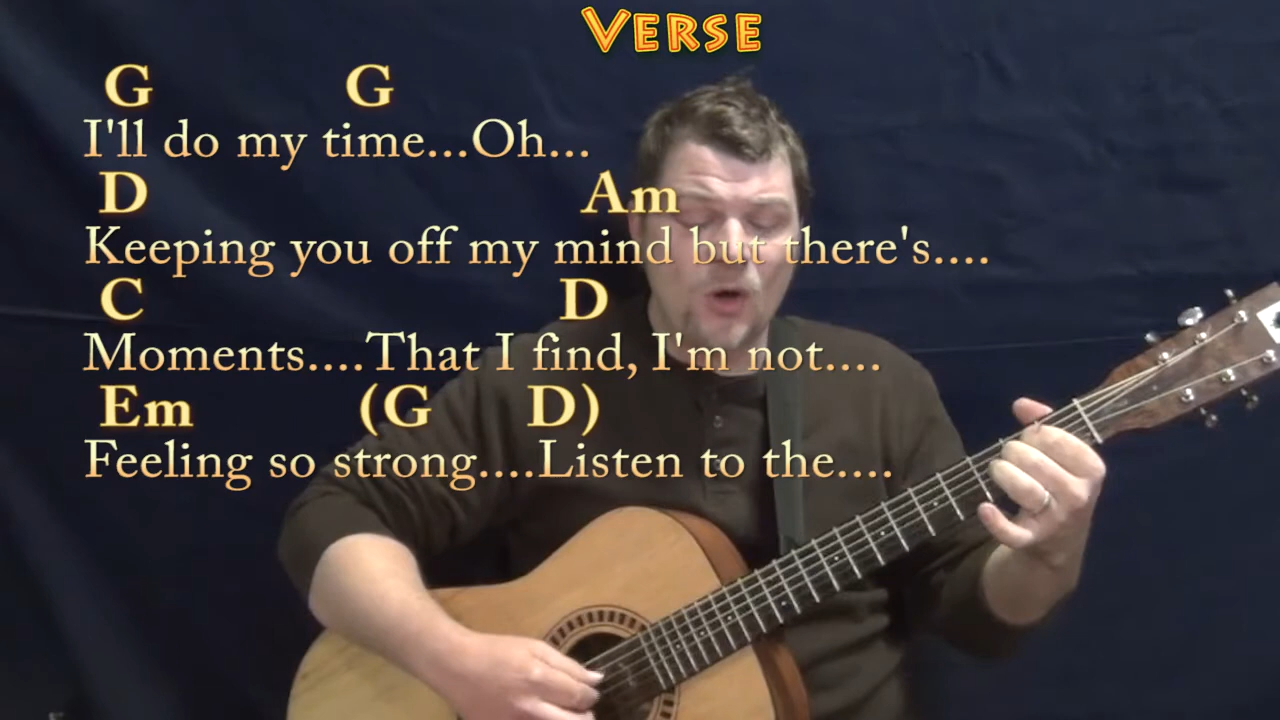 VERSE
G G
I'll do my time...Oh...
D Am
Keeping you off my mind but there's....
C D
Moments....That I find, I'm not....
Em (G D)
Feeling so strong....Listen to the....